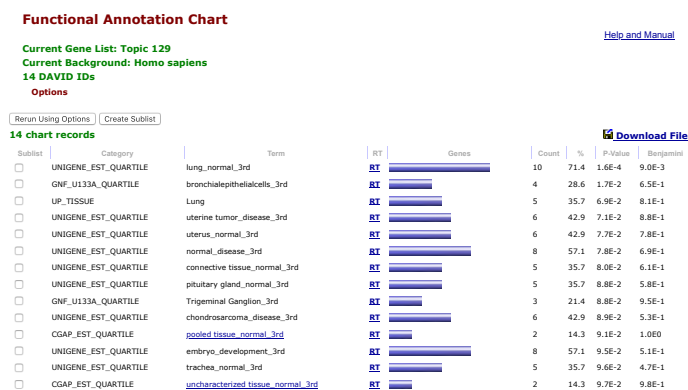 Functional Annotation Chart
Help and Manual
Current Gene List: Topic 129
Current Background: Homo sapiens
14 DAVID IDs
Options
Rerun Using Options Create Sublist
14 chart records
Download File
Sublist Category Term RT Genes Count % P-Value Benjamini
UNIGENE_EST_QUARTILE lung_normal_3rd RT 10 71.4 1.6E-4 9.0E-3
GNF_U133A_QUARTILE bronchialepithelialcells_3rd RT 4 28.6 1.7E-2 6.5E-1
UP_TISSUE Lung RT 5 35.7 6.9E-2 8.1E-1
UNIGENE_EST_QUARTILE uterine tumor_disease_3rd RT 6 42.9 7.1E-2 8.8E-1
UNIGENE_EST_QUARTILE uterus_normal_3rd RT 6 42.9 7.7E-2 7.8E-1
UNIGENE_EST_QUARTILE normal_disease_3rd RT 8 57.1 7.8E-2 6.9E-1
UNIGENE_EST_QUARTILE connective tissue_normal_3rd RT 5 35.7 8.0E-2 6.1E-1
UNIGENE_EST_QUARTILE pituitary gland_normal_3rd RT 5 35.7 8.8E-2 5.8E-1
GNF_U133A_QUARTILE Trigeminal Ganglion_3rd RT 3 21.4 8.8E-2 9.5E-1
UNIGENE_EST_QUARTILE chondrosarcoma_disease_3rd RT 6 42.9 8.9E-2 5.3E-1
CGAP_EST_QUARTILE pooled tissue_normal_3rd RT 2 14.3 9.1E-2 1.0E0
UNIGENE_EST_QUARTILE embryo_development_3rd RT 8 57.1 9.5E-2 5.1E-1
UNIGENE_EST_QUARTILE trachea_normal_3rd RT 5 35.7 9.6E-2 4.7E-1
CGAP_EST_QUARTILE uncharacterized tissue_normal_3rd RT 2 14.3 9.7E-2 9.8E-1